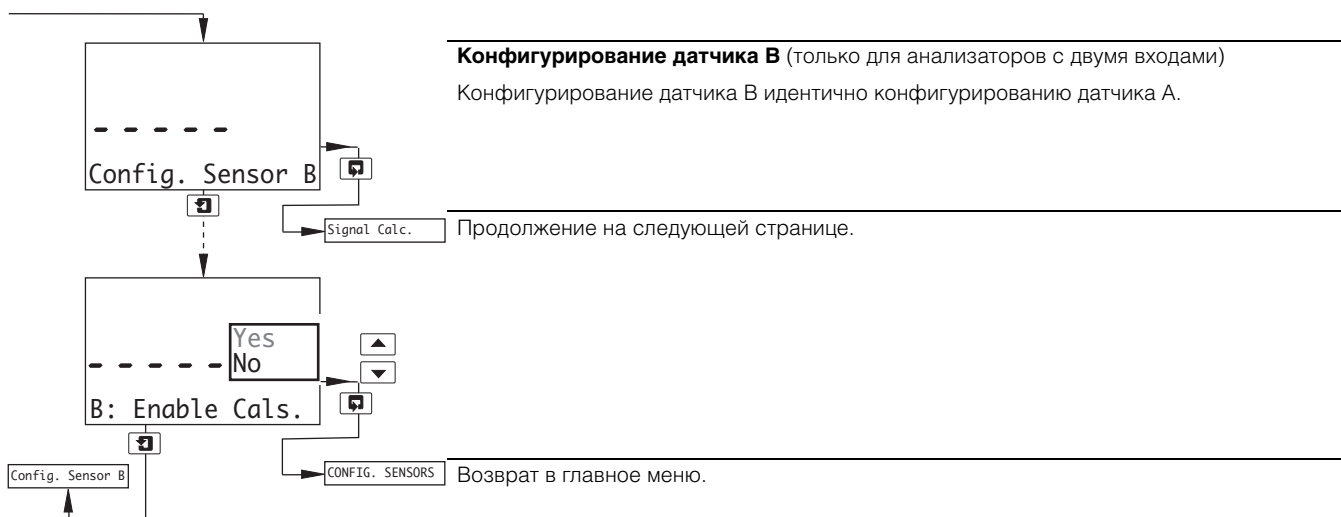 Конфигурирование датчика B (только для анализаторов с двумя входами)
Конфигурирование датчика B идентично конфигурированию датчика A.
- - - - -
Config. Sensor B
Signal Calc.
Продолжение на следующей странице.
Yes
- - - - - No
B: Enable Cals.
Config. Sensor B
CONFIG. SENSORS
Возврат в главное меню.